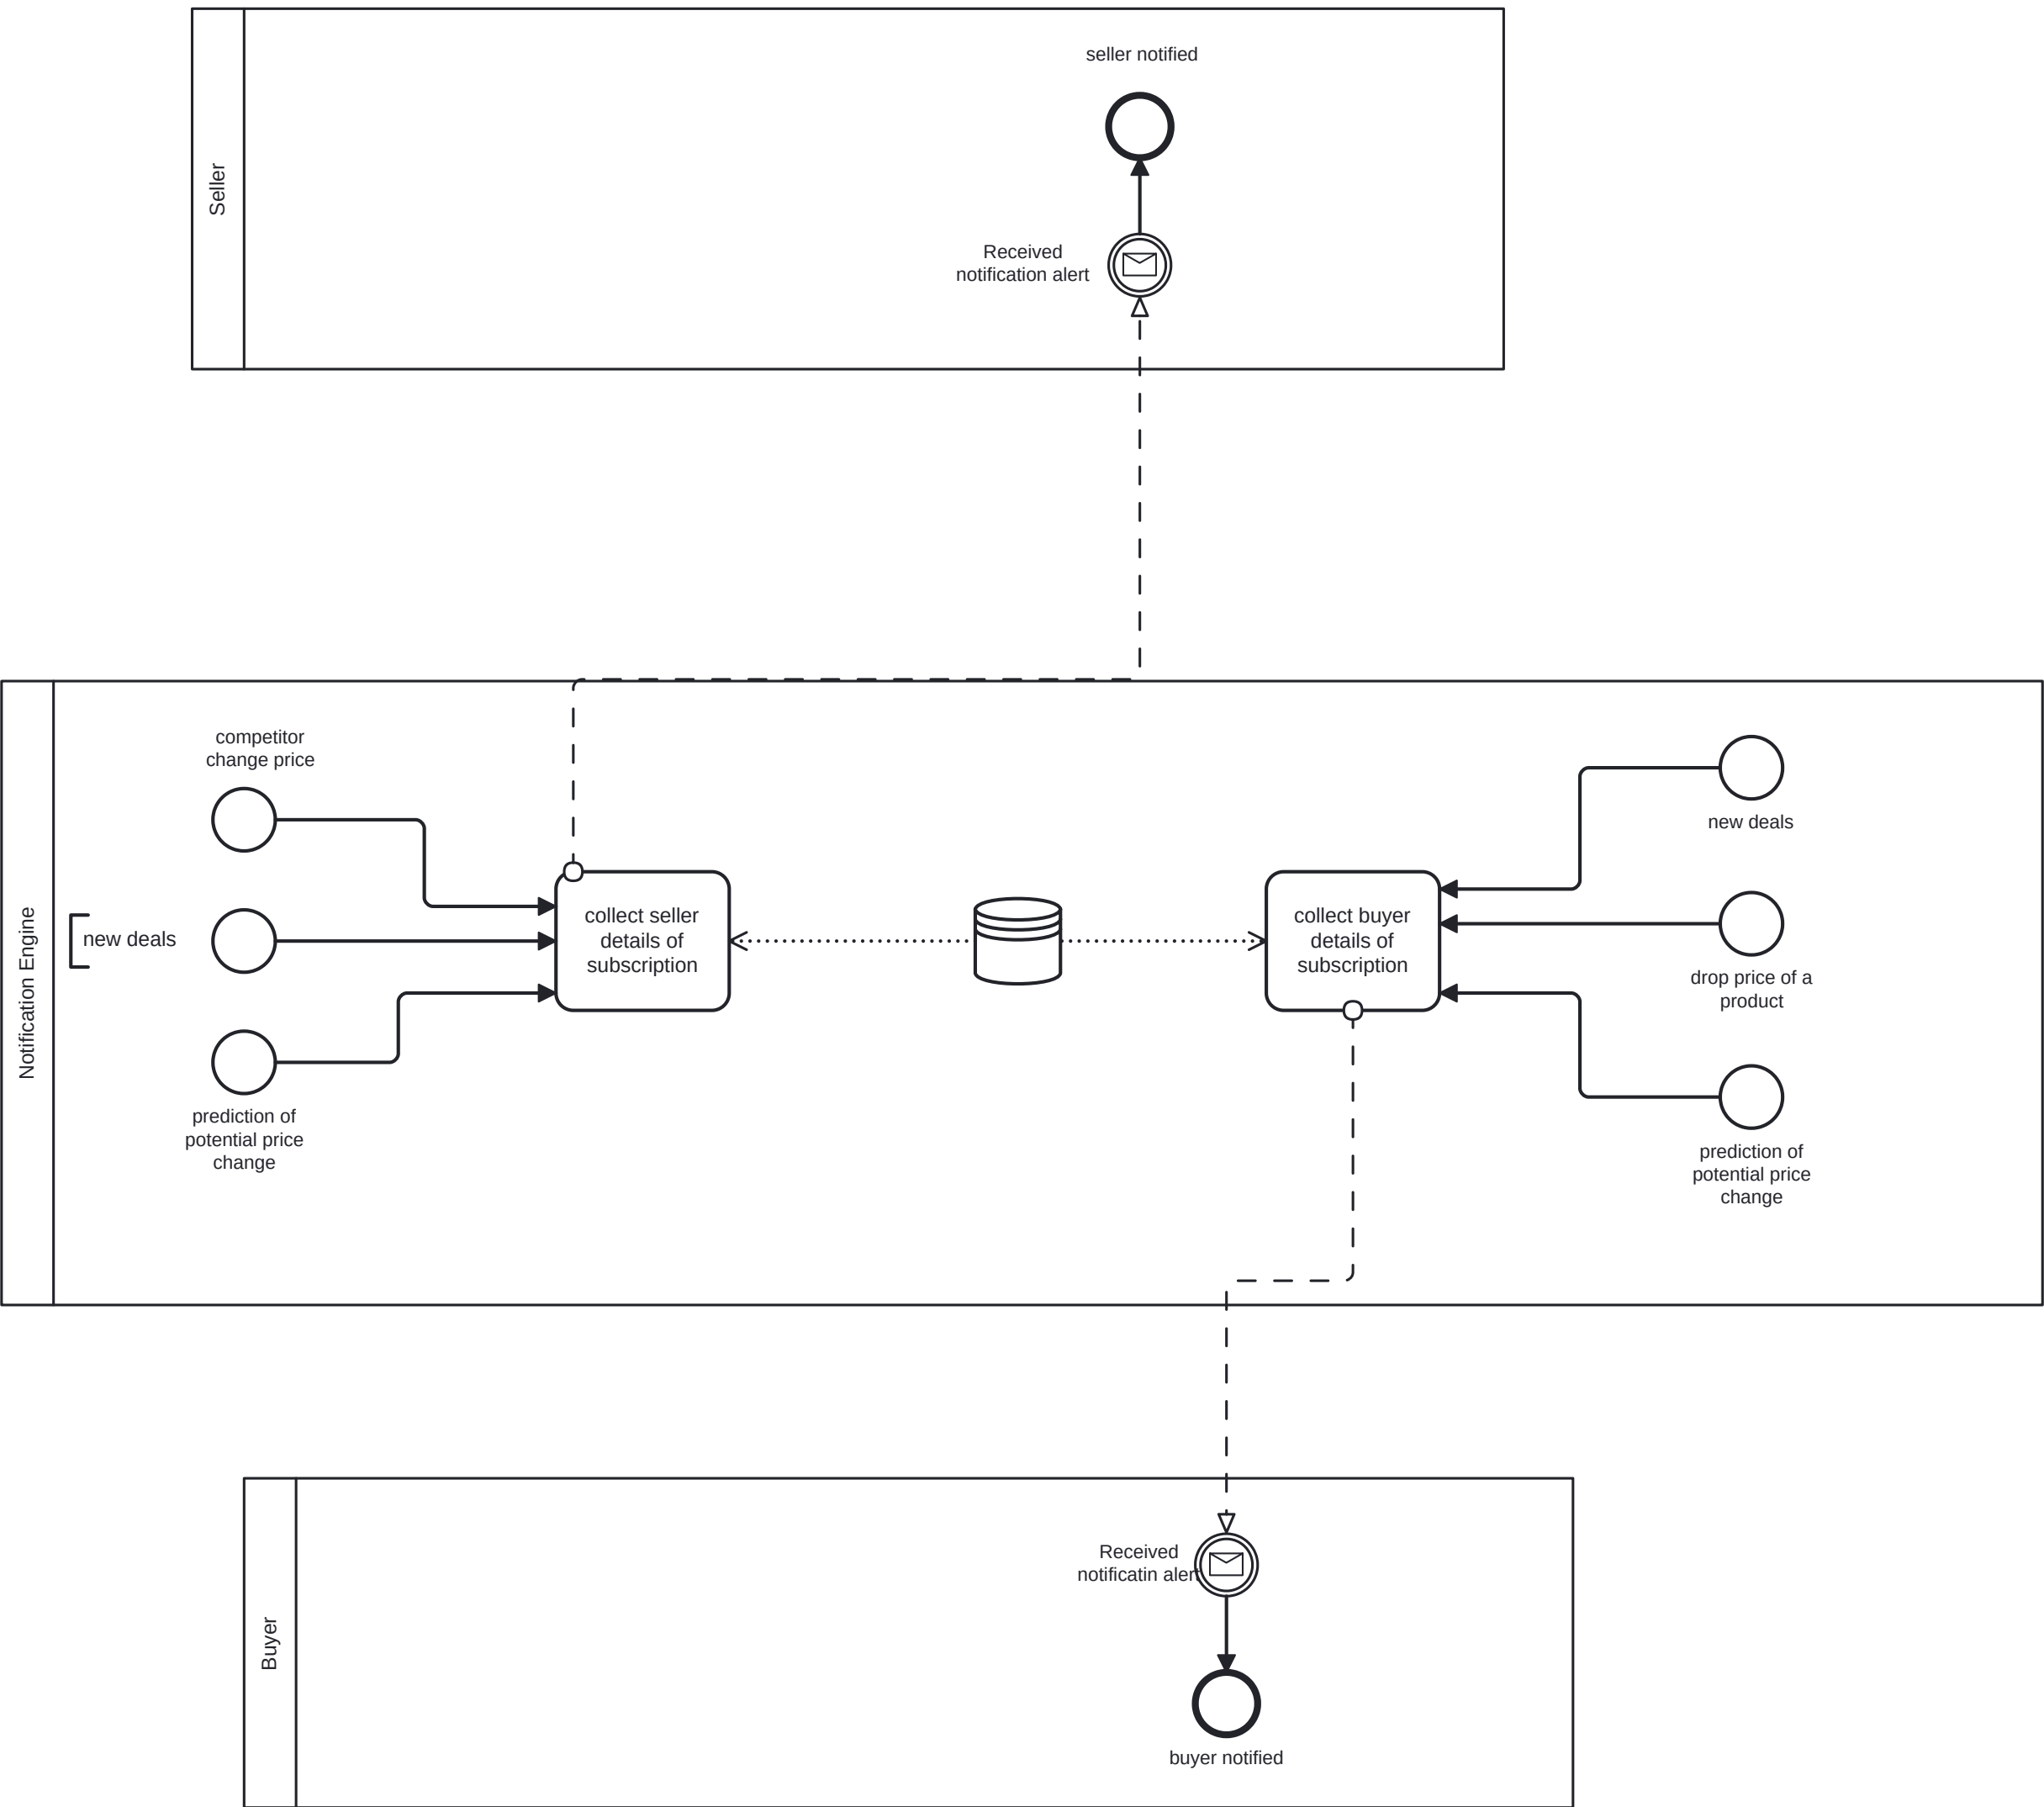 seller notified
Seller
Received
notification alert
Notification Engine
competitor
change price
new deals
prediction of
potential price
change
collect seller
details of
subscription
collect buyer
details of
subscription
new deals
drop price of a
product
prediction of
potential price
change
Buyer
Received
notificatin alert
buyer notified